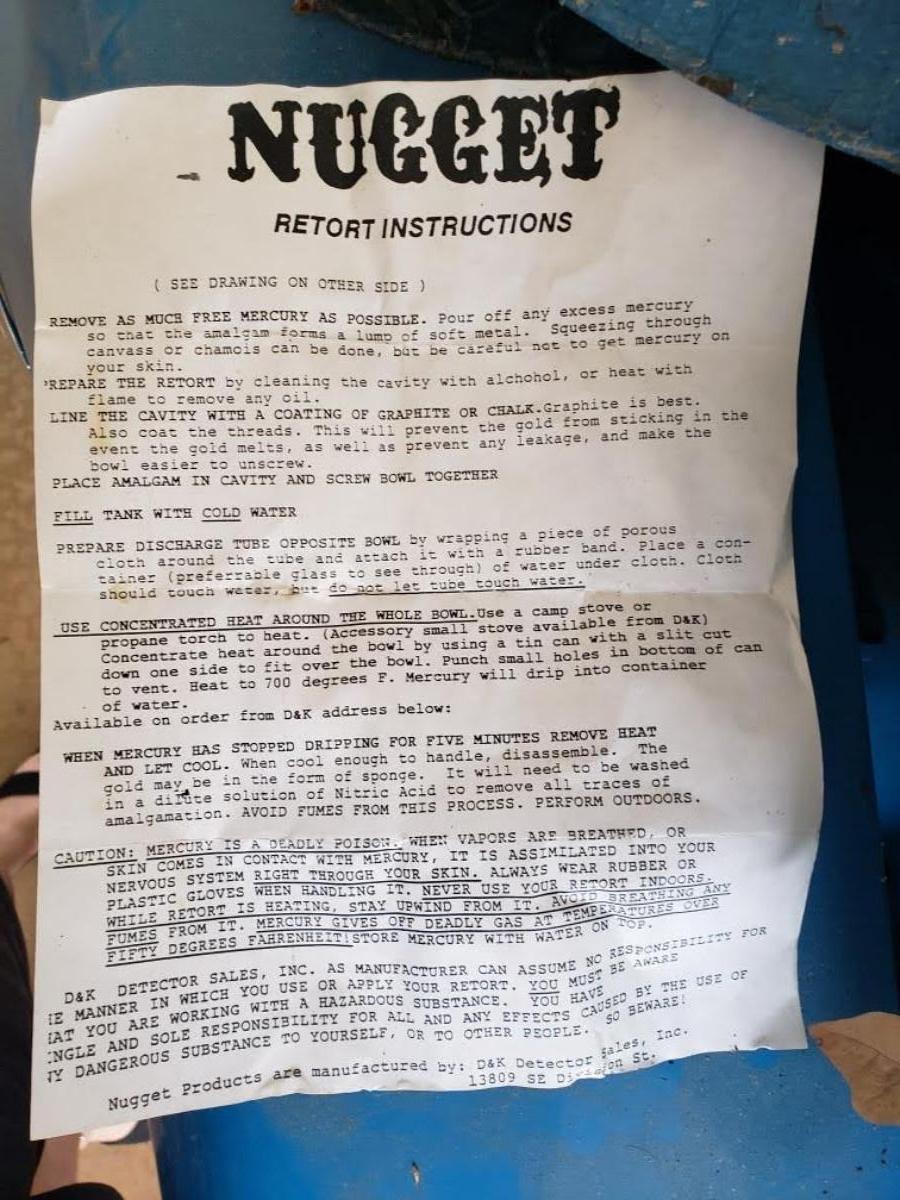 NUGGET
RETORT INSTRUCTIONS
( SEE DRAWING ON OTHER SIDE )
REMOVE AS MUCH FREE MERCURY AS POSSIBLE. Pour off any excess mercury
so that the amalgam forms a lump of soft metal. Squeezing through
canvass or chamois can be done, but be careful not to get mercury on
your skin.
REPARE THE RETORT by cleaning the cavity with alchohol, or heat with
flame to remove any oil.
LINE THE CAVITY WITH A COATING OF GRAPHITE OR CHALK.Graphite is best.
Also coat the threads. This will prevent the gold from sticking in the
event the gold melts, as well as prevent any leakage, and make the
bowl easier to unscrew.
PLACE AMALGAM IN CAVITY AND SCREW BOWL TOGETHER
FILL TANK WITH COLD WATER
PREPARE DISCHARGE TUBE OPPOSITE BOWL by wrapping a piece of porous
cloth around the tube and attach it with a rubber band. Place a con-
tainer (preferrable glass to see through) of water under cloth. Cloth
should touch water, but do not let tube touch water.
USE CONCENTRATED HEAT AROUND THE WHOLE BOWL.Use a camp stove or
propane torch to heat. (Accessory small stove available from D&K)
Concentrate heat around the bowl by using a tin can with a slit cut
down one side to fit over the bowl. Punch small holes in bottom of can
to vent. Heat to 700 degrees F. Mercury will drip into container
of water.
Available on order from D&K address below:
WHEN MERCURY HAS STOPPED DRIPPING FOR FIVE MINUTES REMOVE HEAT
AND LET COOL. When cool enough to handle, disassemble. The
gold may be in the form of sponge. It will need to be washed
in a dilute solution of Nitric Acid to remove all traces of
amalgamation. AVOID FUMES FROM THIS PROCESS. PERFORM OUTDOORS.
CAUTION: MERCURY IS A DEADLY POISON. WHEN VAPORS ARE BREATHED, OR
SKIN COMES IN CONTACT WITH MERCURY, IT IS ASSIMILATED INTO YOUR
NERVOUS SYSTEM RIGHT THROUGH YOUR SKIN. ALWAYS WEAR RUBBER OR
PLASTIC GLOVES WHEN HANDLING IT. NEVER USE YOUR RETORT INDOORS.
WHILE RETORT IS HEATING, STAY UPWIND FROM IT. AVOID BREATHING ANY
FUMES FROM IT. MERCURY GIVES OFF DEADLY GAS AT TEMPERATURES OVER
FIFTY DEGREES FAHRENHEIT!STORE MERCURY WITH WATER ON TOP.
D&K DETECTOR SALES, INC. AS MANUFACTURER CAN ASSUME NO RESPONSIBILITY FOR
E MANNER IN WHICH YOU USE OR APPLY YOUR RETORT. YOU MUST BE AWARE
AT YOU ARE WORKING WITH A HAZARDOUS SUBSTANCE. YOU HAVE
NGLE AND SOLE RESPONSIBILITY FOR ALL AND ANY EFFECTS CAUSED BY THE USE OF
Y DANGEROUS SUBSTANCE TO YOURSELF, OR TO OTHER PEOPLE. SO BEWARE!
Nugget Products are manufactured by: D&K Detector Sales, Inc.
13809 SE Division St.